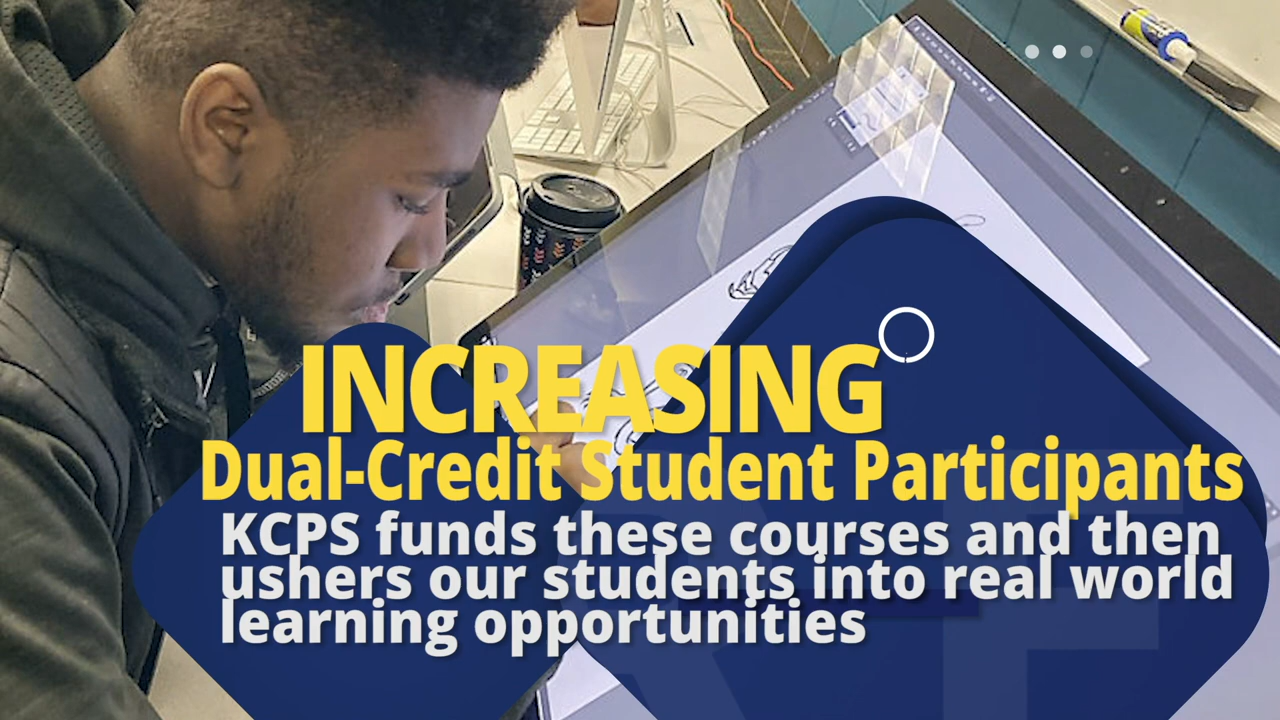 INCREASING
Dual-Credit Student Participants
KCPS funds these courses and then
ushers our students into real world
learning opportunities